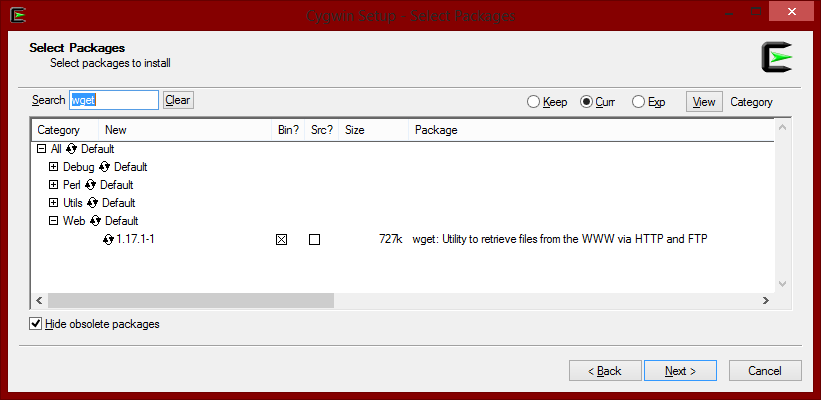 Cygwin Setup - Select Packages
Select Packages
Select packages to install
Search wget Clear Keep Curr Exp View Category
Category New Bin? Src? Size Package
All Default
Debug Default
Perl Default
Utils Default
Web Default
1.17.1-1 727k wget: Utility to retrieve files from the WWW via HTTP and FTP
Hide obsolete packages
< Back Next > Cancel